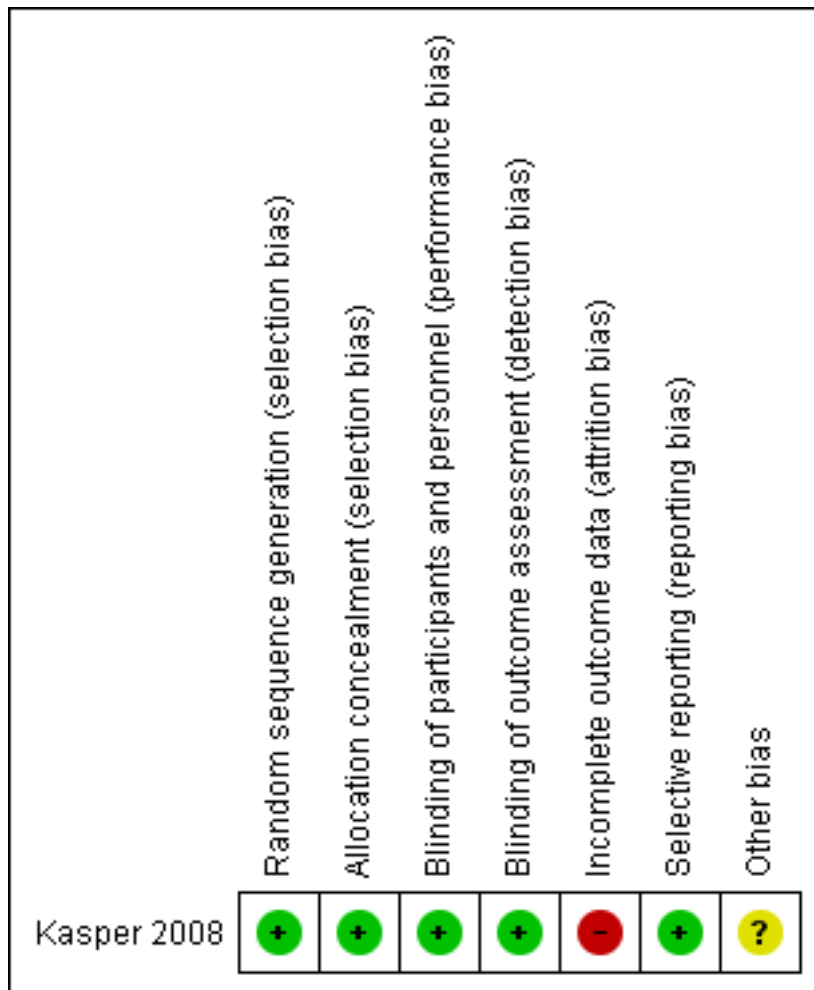 Random sequence generation (selection bias)
Allocation concealment (selection bias)
Blinding of participants and personnel (performance bias)
Blinding of outcome assessment (detection bias)
Incomplete outcome data (attrition bias)
Selective reporting (reporting bias)
Other bias
Kasper 2008 + + + + - + ?